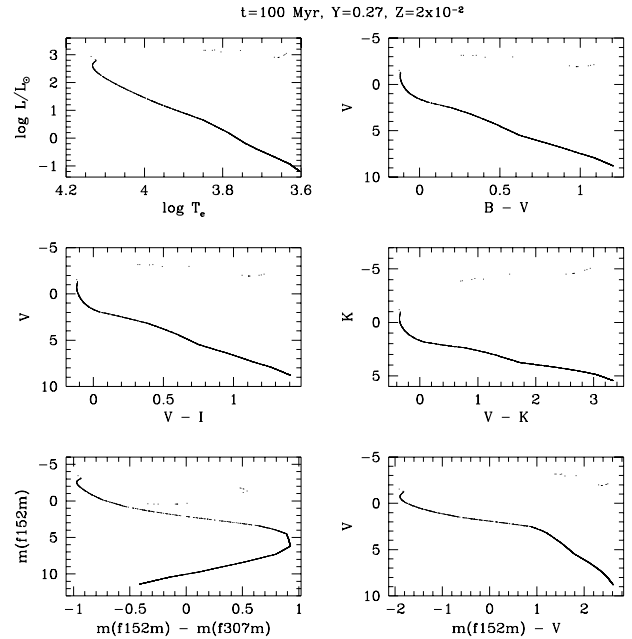 t=100 Myr, Y=0.27, Z=2x10⁻²
3
2
1
0
-1
log L/L☉
4.2 4 3.8 3.6
log Tₑ
-5
0
5
10
V
0 0.5 1
B - V
-5
0
5
10
V
0 1
V - I
-5
0
5
K
0 1 2 3
V - K
-5
0
5
10
m(f152m)
-1 -0.5 0 0.5 1
m(f152m) - m(f307m)
-5
0
5
10
V
-2 -1 0 1 2
m(f152m) - V